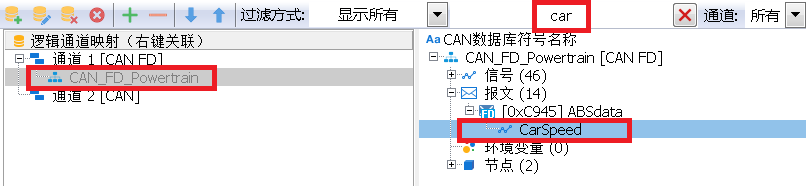 过滤方式: 显示所有 car 通道: 所有
逻辑通道映射（右键关联）
通道 1 [CAN FD]
CAN_FD_Powertrain
通道 2 [CAN]
Aa CAN数据库符号名称
CAN_FD_Powertrain [CAN FD]
信号 (46)
报文 (14)
FD [0xC945] ABSdata
CarSpeed
环境变量 (0)
节点 (2)